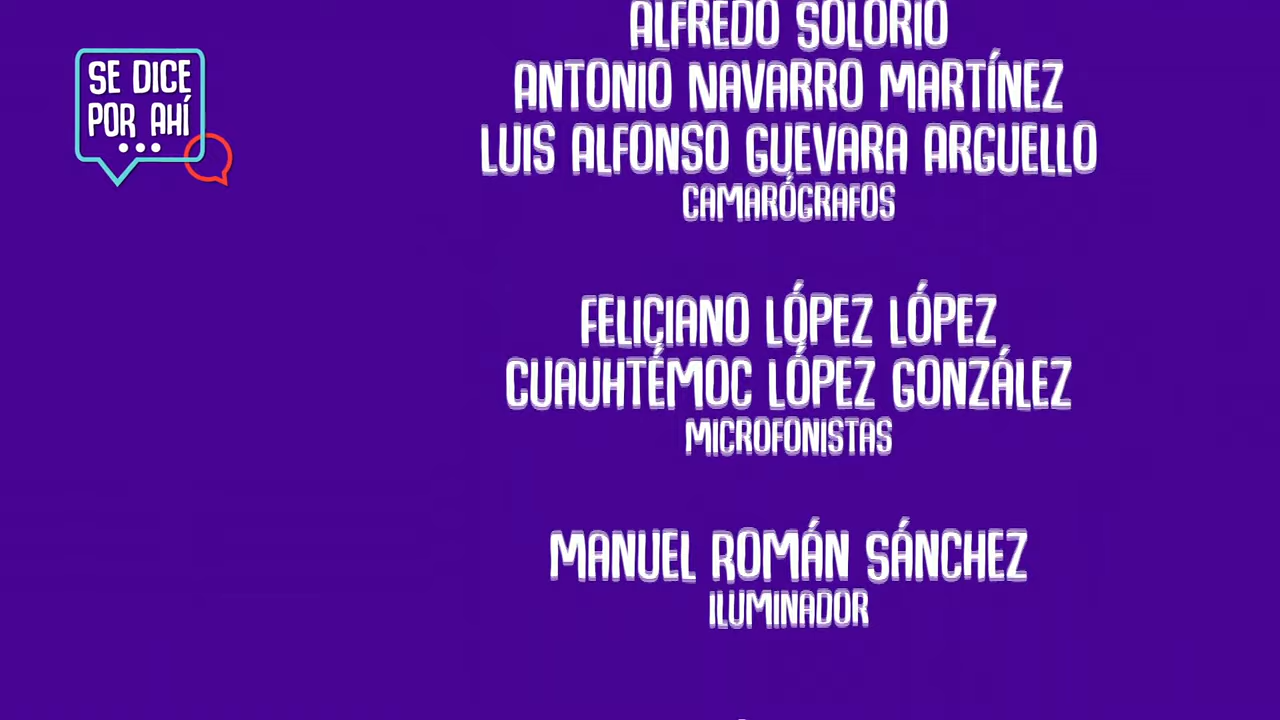 SE DICE
POR AHÍ
...
ALFREDO SOLORIO
ANTONIO NAVARRO MARTÍNEZ
LUIS ALFONSO GUEVARA ARGUELLO
CAMARÓGRAFOS
FELICIANO LÓPEZ LÓPEZ
CUAUHTÉMOC LÓPEZ GONZÁLEZ
MICROFONISTAS
MANUEL ROMÁN SÁNCHEZ
ILUMINADOR